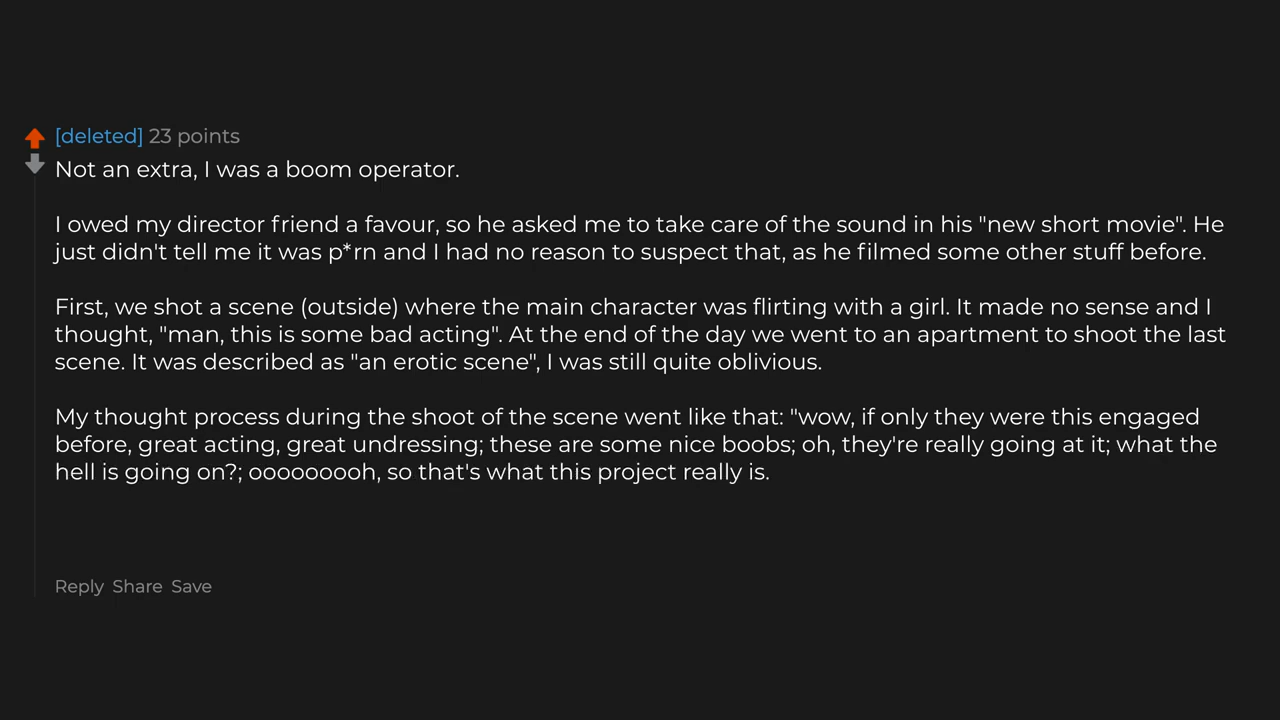 [deleted] 23 points
Not an extra, I was a boom operator.
I owed my director friend a favour, so he asked me to take care of the sound in his "new short movie". He
just didn't tell me it was p*rn and I had no reason to suspect that, as he filmed some other stuff before.
First, we shot a scene (outside) where the main character was flirting with a girl. It made no sense and I
thought, "man, this is some bad acting". At the end of the day we went to an apartment to shoot the last
scene. It was described as "an erotic scene", I was still quite oblivious.
My thought process during the shoot of the scene went like that: "wow, if only they were this engaged
before, great acting, great undressing; these are some nice boobs; oh, they're really going at it; what the
hell is going on?; ooooooooh, so that's what this project really is.
Reply Share Save